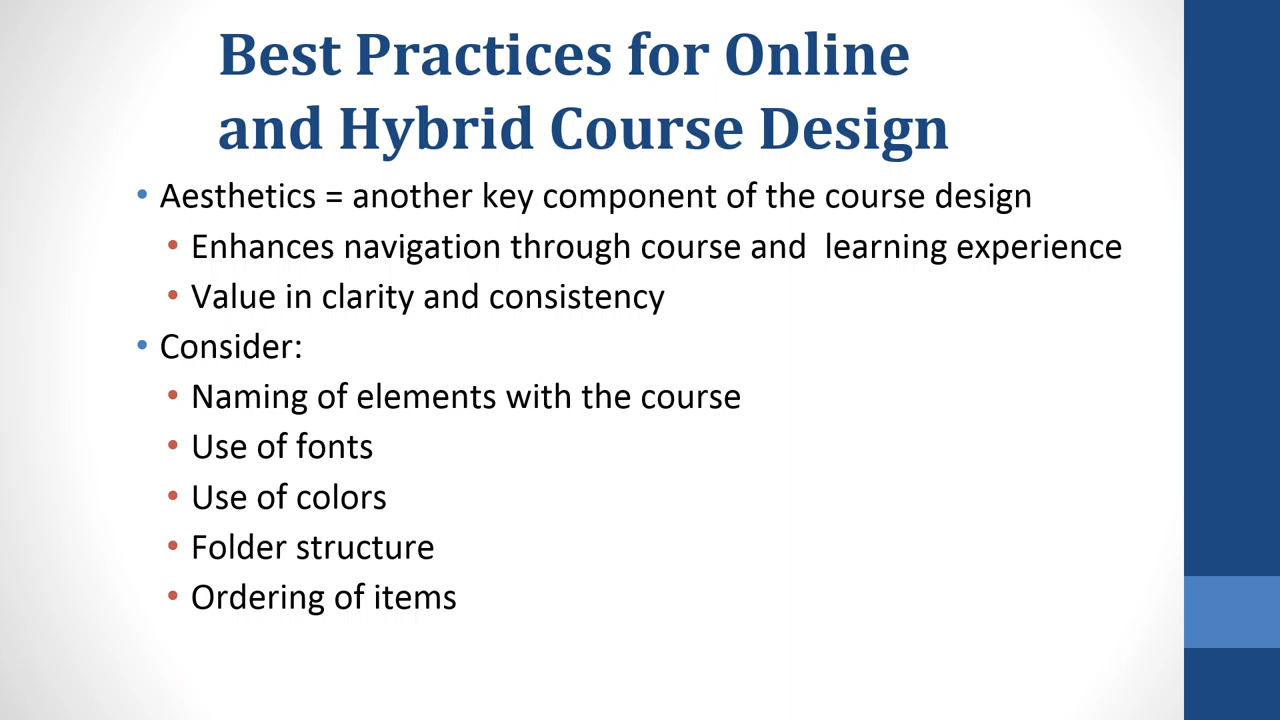 Best Practices for Online
and Hybrid Course Design
• Aesthetics = another key component of the course design
• Enhances navigation through course and  learning experience
• Value in clarity and consistency
• Consider:
• Naming of elements with the course
• Use of fonts
• Use of colors
• Folder structure
• Ordering of items